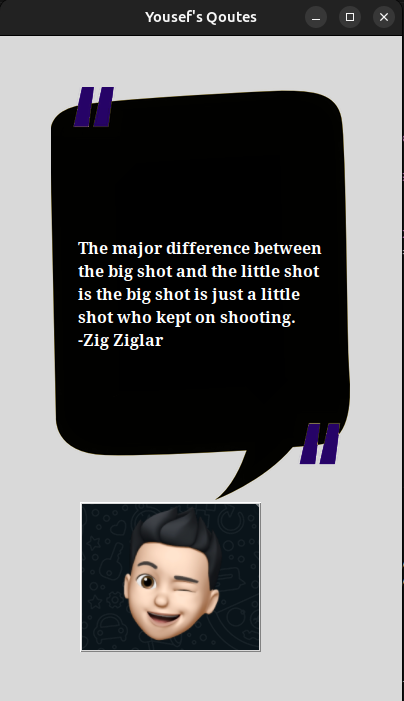 Yousef's Qoutes
The major difference between
the big shot and the little shot
is the big shot is just a little
shot who kept on shooting.
-Zig Ziglar